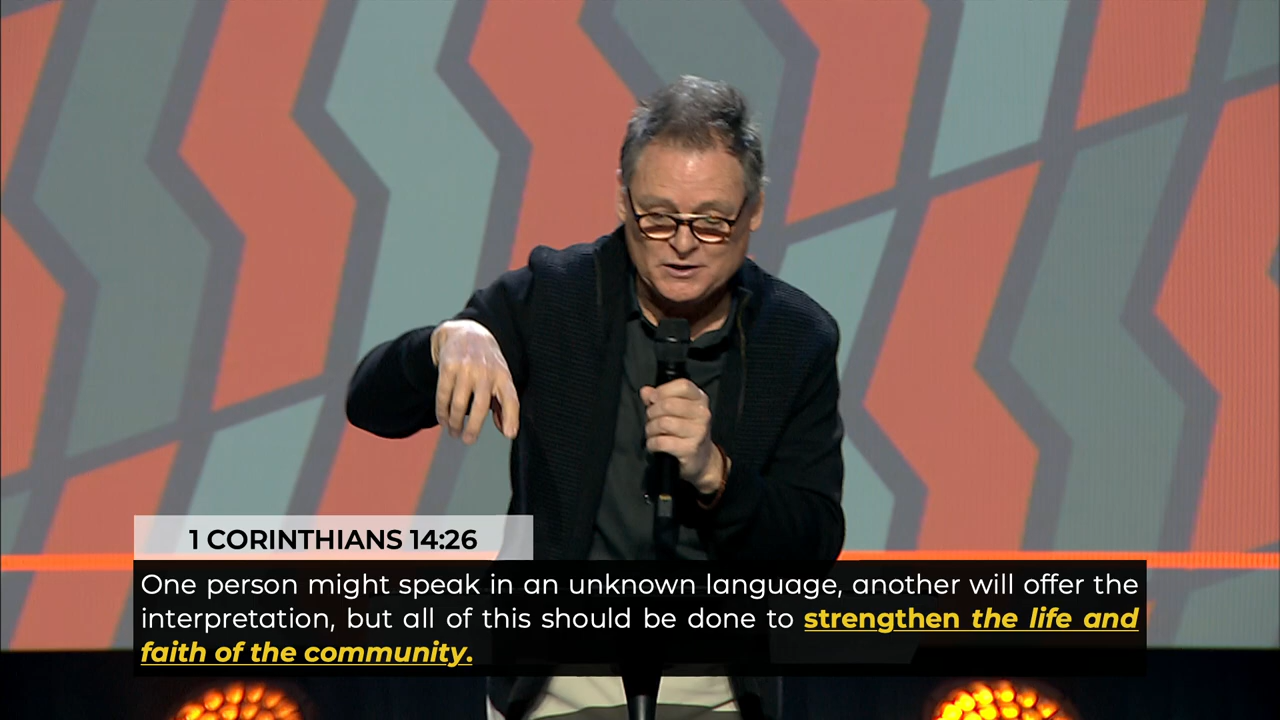 1 CORINTHIANS 14:26
One person might speak in an unknown language, another will offer the
interpretation, but all of this should be done to strengthen the life and
faith of the community.